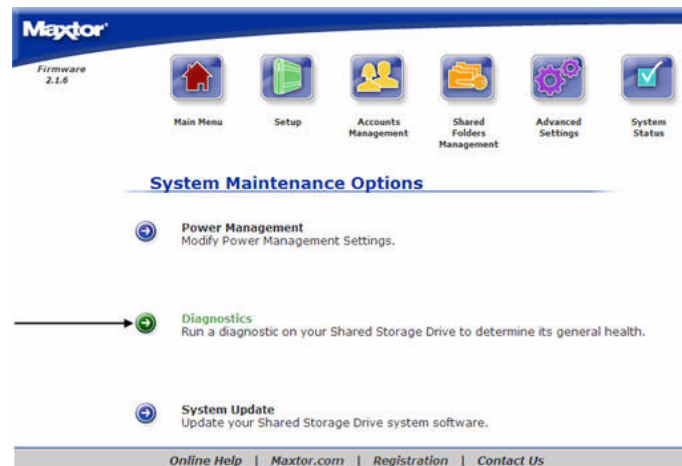 Maxtor
Firmware
2.1.6
Main Menu
Setup
Accounts
Management
Shared
Folders
Management
Advanced
Settings
System
Status
System Maintenance Options
Power Management
Modify Power Management Settings.
Diagnostics
Run a diagnostic on your Shared Storage Drive to determine its general health.
System Update
Update your Shared Storage Drive system software.
Online Help | Maxtor.com | Registration | Contact Us